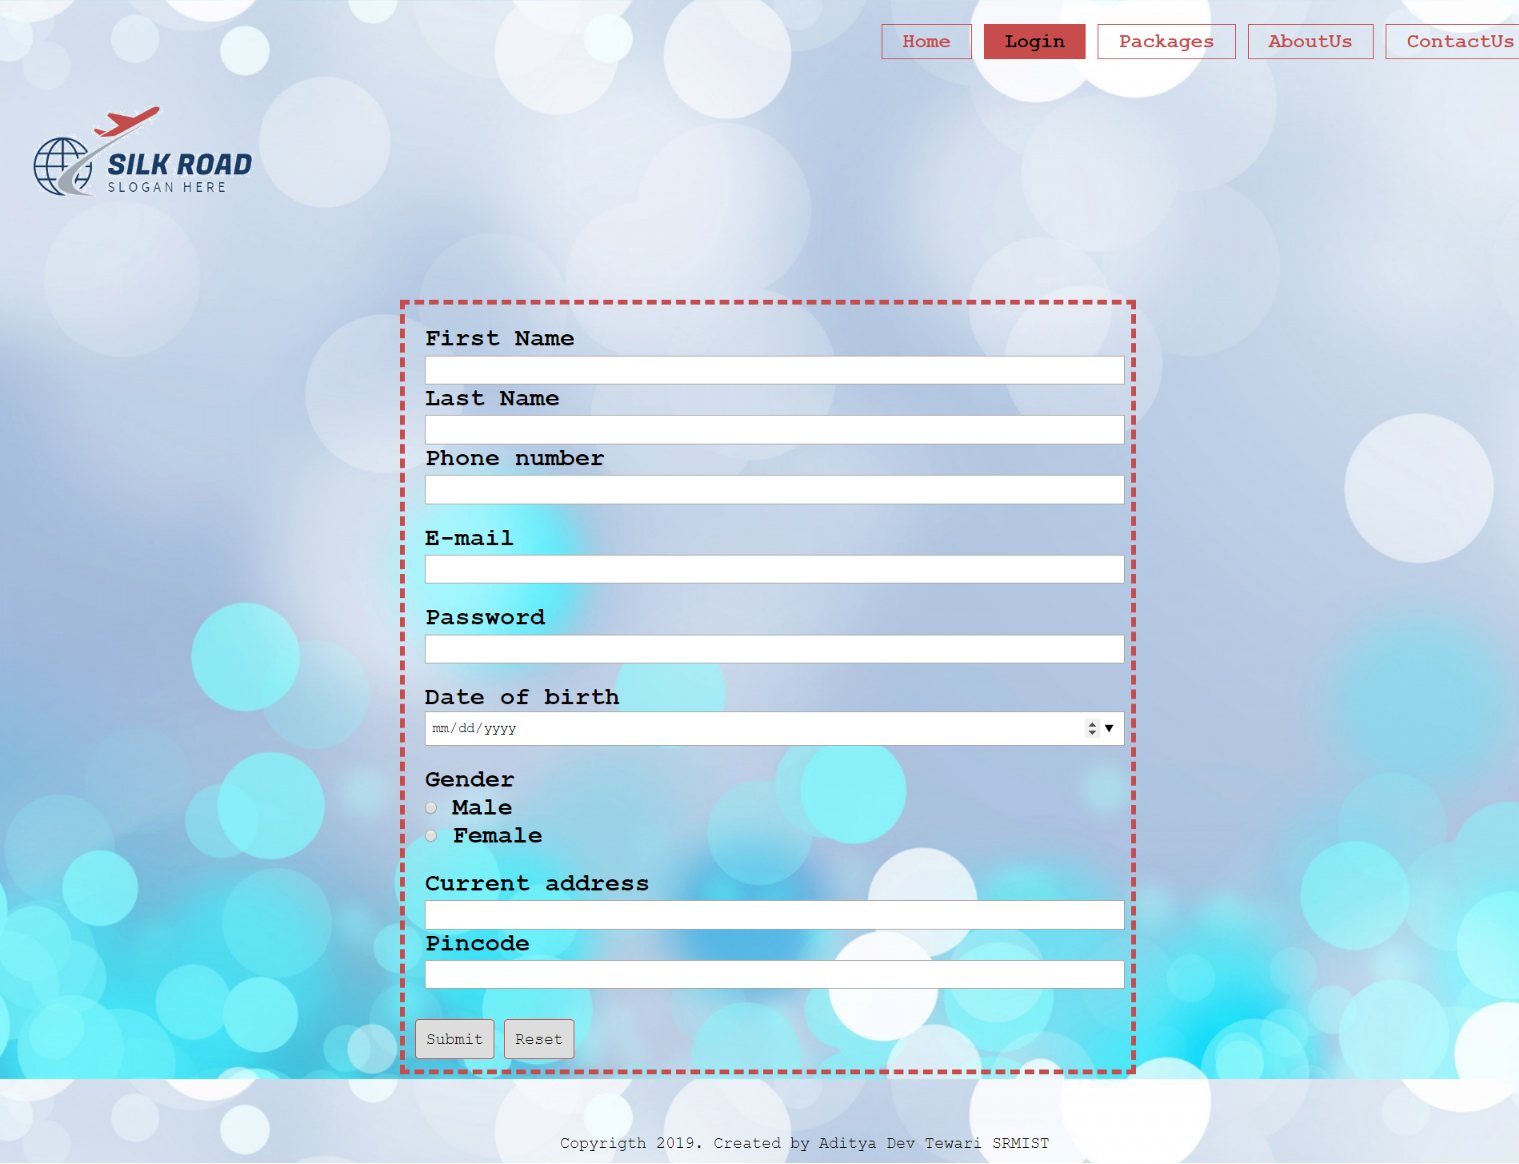 Home Login Packages AboutUs ContactUs
SILK ROAD
SLOGAN HERE
First Name
Last Name
Phone number
E-mail
Password
Date of birth
mm/dd/yyyy
Gender
Male
Female
Current address
Pincode
Submit Reset
Copyrigth 2019. Created by Aditya Dev Tewari SRMIST